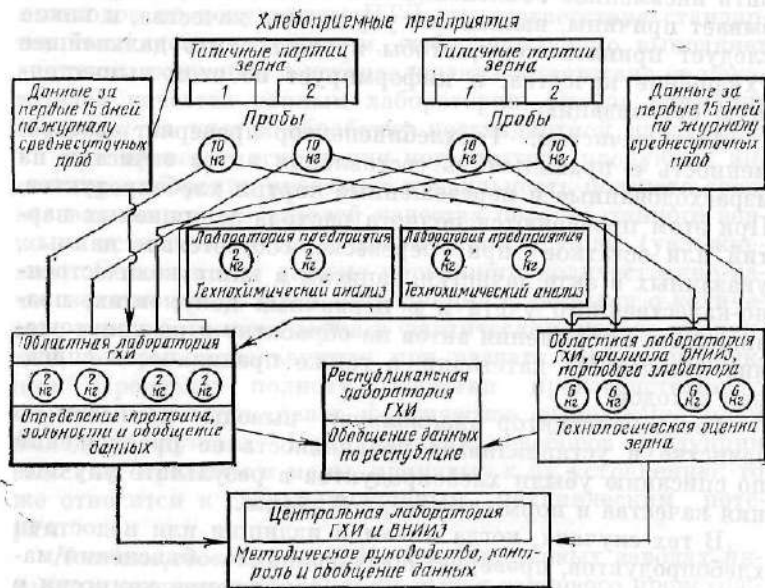 Хлебоприемные предприятия
Типичные партии зерна
1 2
Типичные партии зерна
1 2
Данные за
первые 15 дней
по журналу
среднесуточных
проб
Данные за
первые 15 дней
по журналу
среднесуточных
проб
Пробы
Пробы
10 кг
10 кг
10 кг
10 кг
Лаборатория предприятия
2 кг
2 кг
Технохимический анализ
Лаборатория предприятия
2 кг
2 кг
Технохимический анализ
Областная лаборатория
ГХИ
2 кг
2 кг
2 кг
2 кг
Определение протеина,
зольности и обобщение
данных
Республиканская
лаборатория
ГХИ
Обобщение данных
по республике
Областная лаборатория
ГХИ, филиала ВНИИЗ,
портового элеватора
6 кг
6 кг
6 кг
6 кг
Технологическая оценка
зерна
Центральная лаборатория
ГХИ и ВНИИЗ
Методическое руководство, конт-
роль и обобщение данных